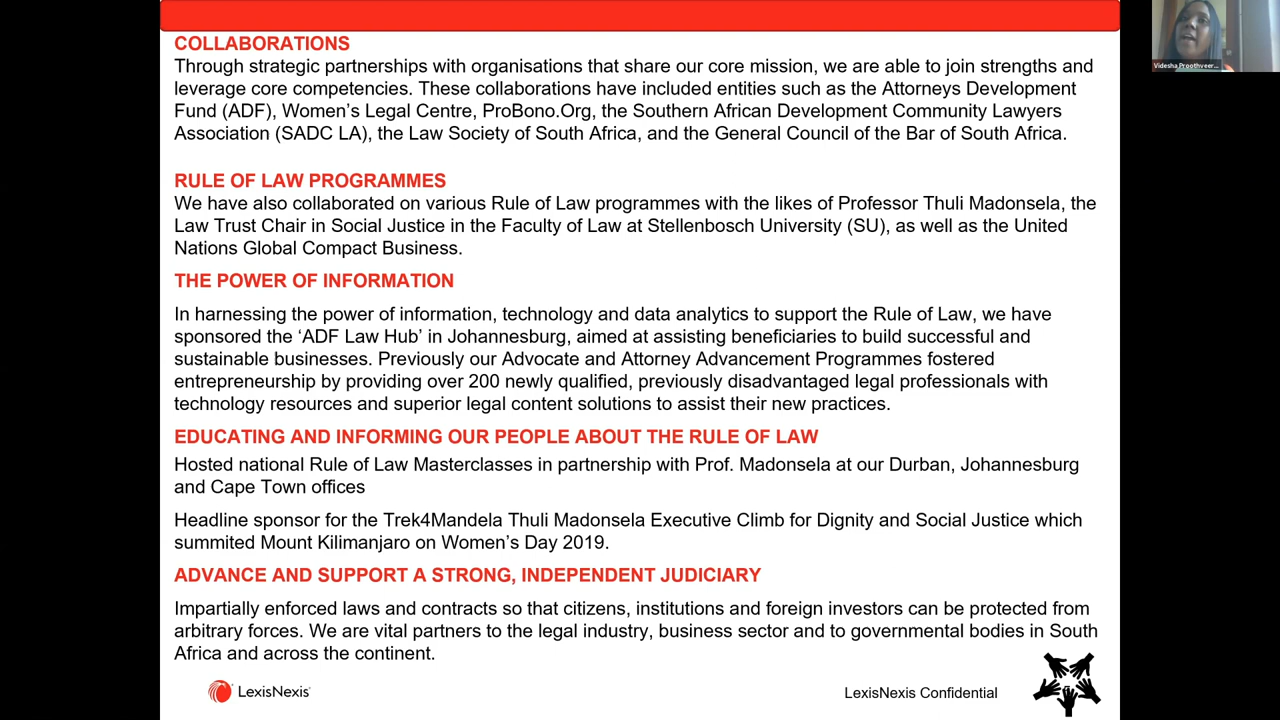 COLLABORATIONS
Through strategic partnerships with organisations that share our core mission, we are able to join strengths and
leverage core competencies. These collaborations have included entities such as the Attorneys Development
Fund (ADF), Women’s Legal Centre, ProBono.Org, the Southern African Development Community Lawyers
Association (SADC LA), the Law Society of South Africa, and the General Council of the Bar of South Africa.
RULE OF LAW PROGRAMMES
We have also collaborated on various Rule of Law programmes with the likes of Professor Thuli Madonsela, the
Law Trust Chair in Social Justice in the Faculty of Law at Stellenbosch University (SU), as well as the United
Nations Global Compact Business.
THE POWER OF INFORMATION
In harnessing the power of information, technology and data analytics to support the Rule of Law, we have
sponsored the ‘ADF Law Hub’ in Johannesburg, aimed at assisting beneficiaries to build successful and
sustainable businesses. Previously our Advocate and Attorney Advancement Programmes fostered
entrepreneurship by providing over 200 newly qualified, previously disadvantaged legal professionals with
technology resources and superior legal content solutions to assist their new practices.
EDUCATING AND INFORMING OUR PEOPLE ABOUT THE RULE OF LAW
Hosted national Rule of Law Masterclasses in partnership with Prof. Madonsela at our Durban, Johannesburg
and Cape Town offices
Headline sponsor for the Trek4Mandela Thuli Madonsela Executive Climb for Dignity and Social Justice which
summited Mount Kilimanjaro on Women’s Day 2019.
ADVANCE AND SUPPORT A STRONG, INDEPENDENT JUDICIARY
Impartially enforced laws and contracts so that citizens, institutions and foreign investors can be protected from
arbitrary forces. We are vital partners to the legal industry, business sector and to governmental bodies in South
Africa and across the continent.
LexisNexis
LexisNexis Confidential
Videsha Proothveer...